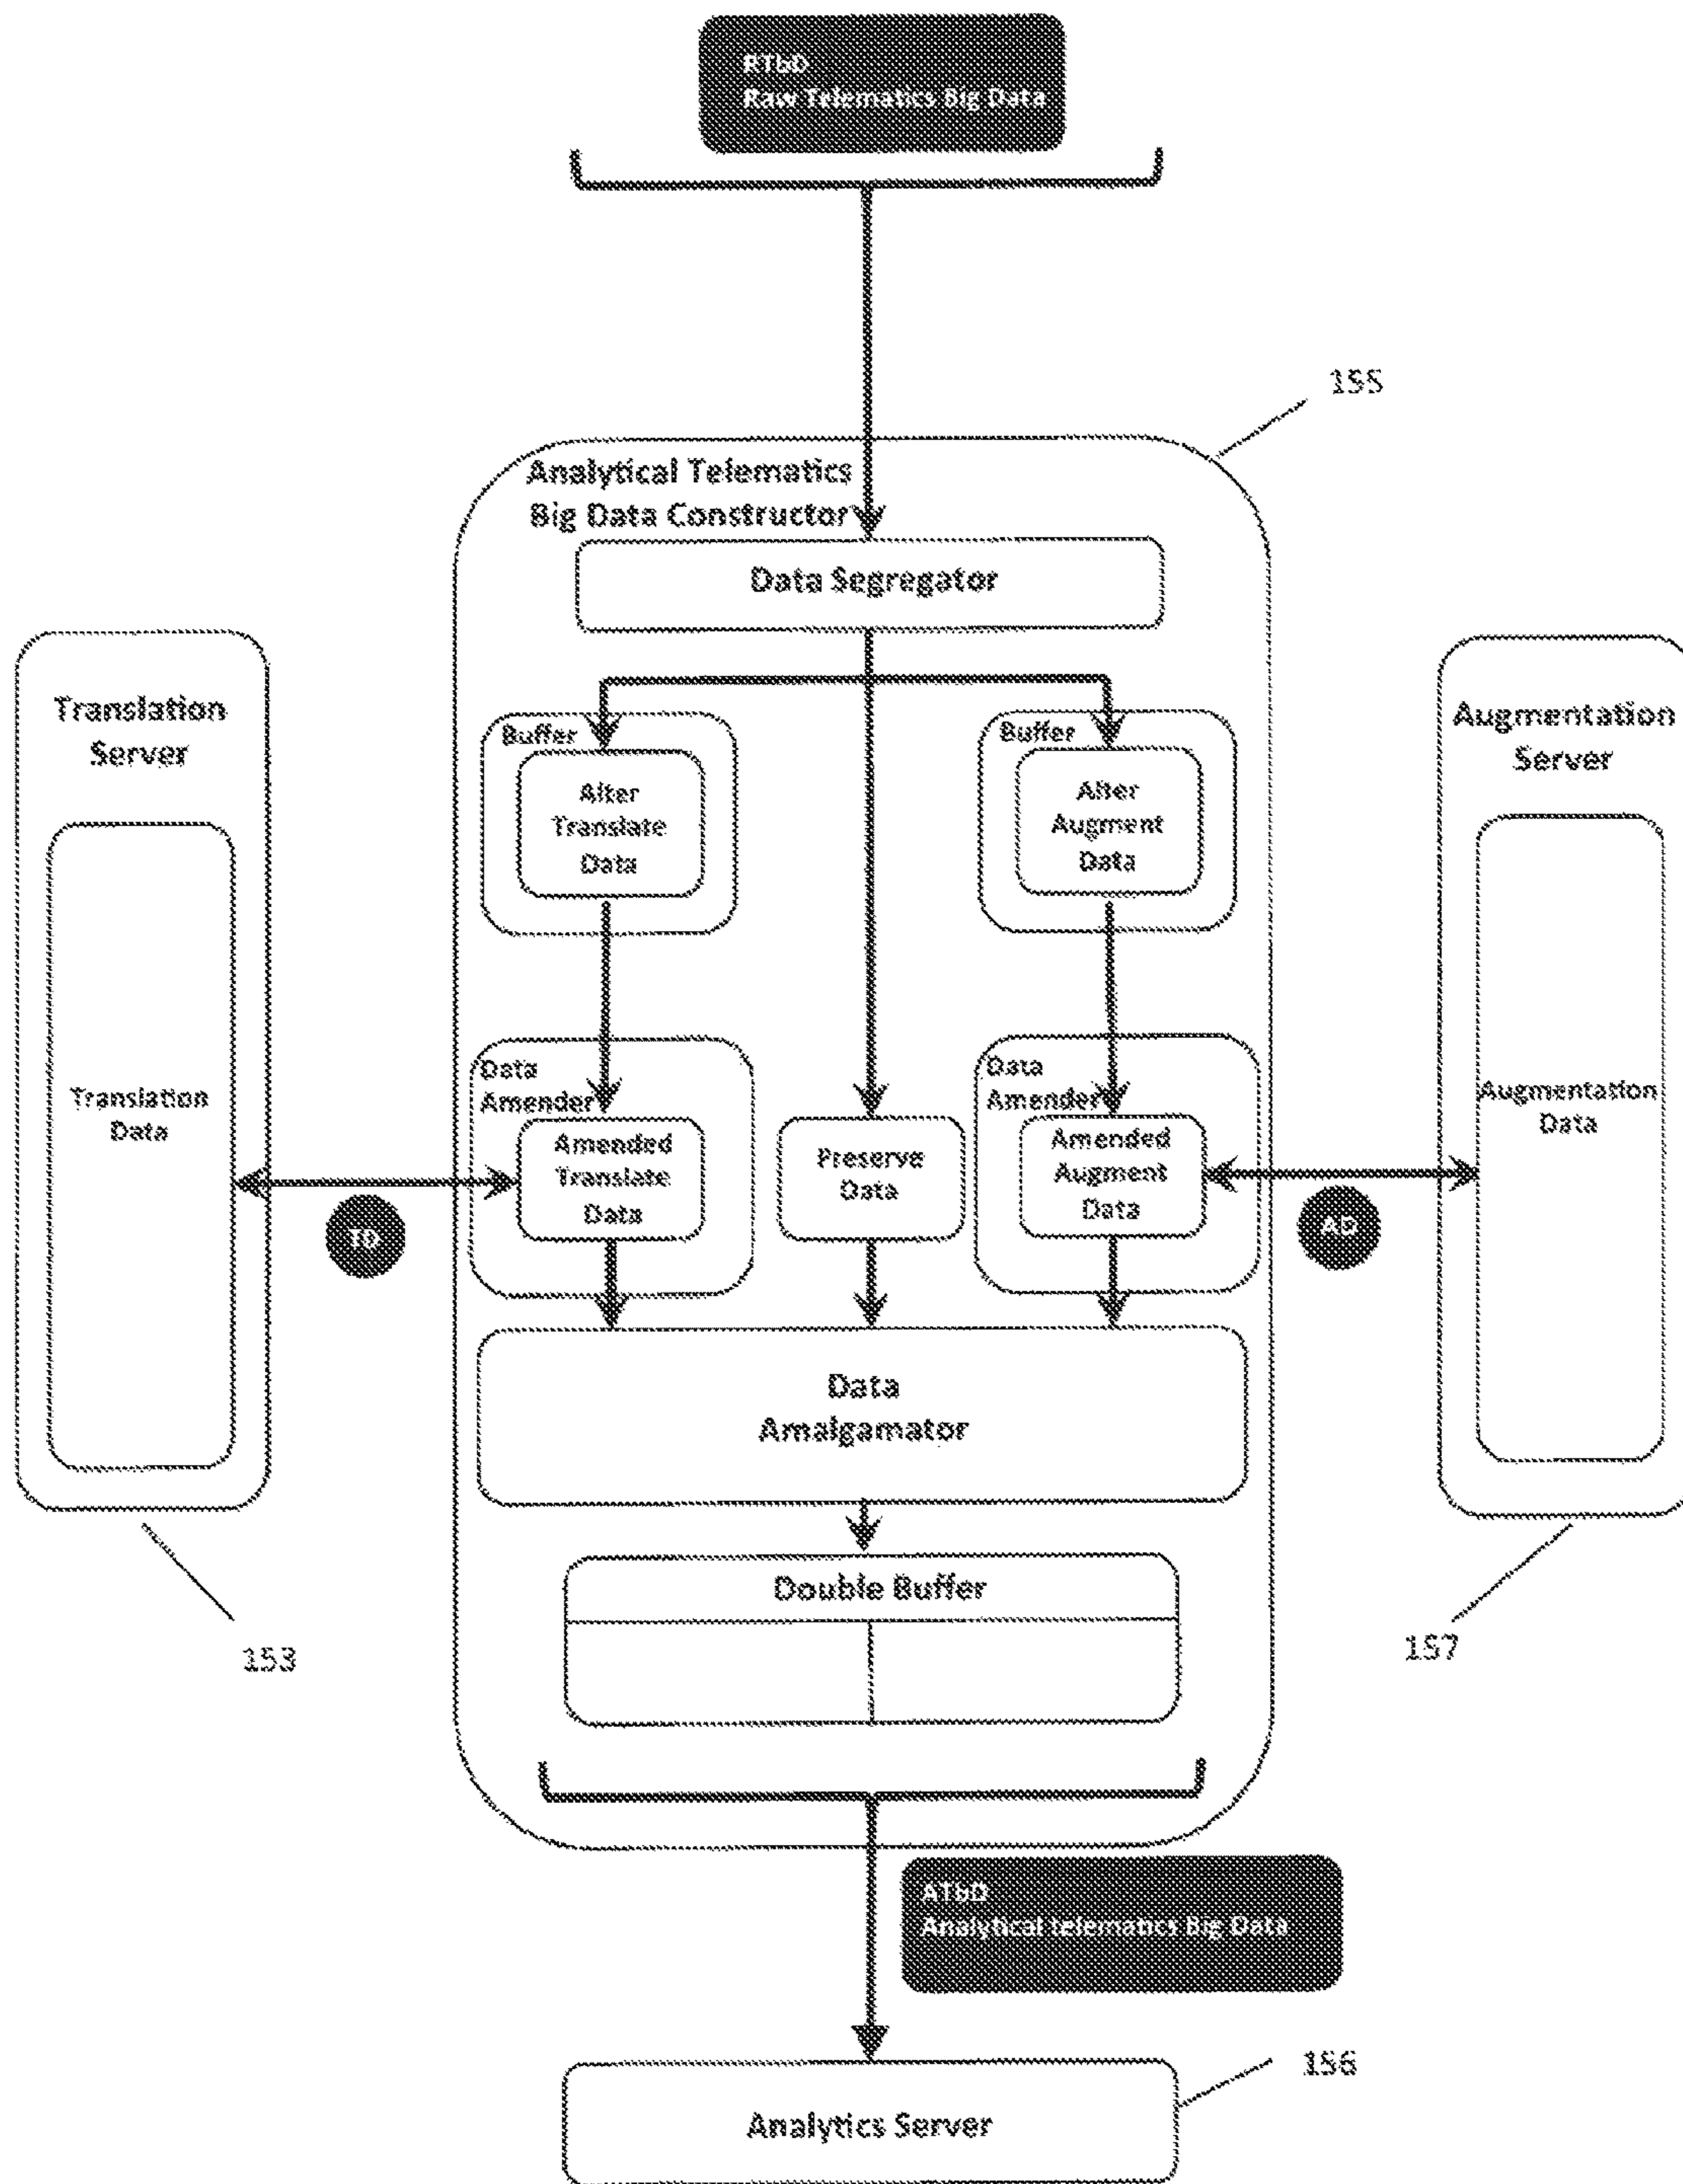 RTbD
Raw Telematics Big Data
155
Analytical Telematics
Big Data Constructor
Data Segregator
Translation
Server
Augmentation
Server
Buffer
Buffer
Alter
Translate
Data
Alter
Augment
Data
Data
Amender
Data
Amender
Translation
Data
Amended
Translate
Data
Preserve
Data
Amended
Augment
Data
Augmentation
Data
TD
AD
Data
Amalgamator
Double Buffer
153
157
ATbD
Analytical telematics Big Data
156
Analytics Server